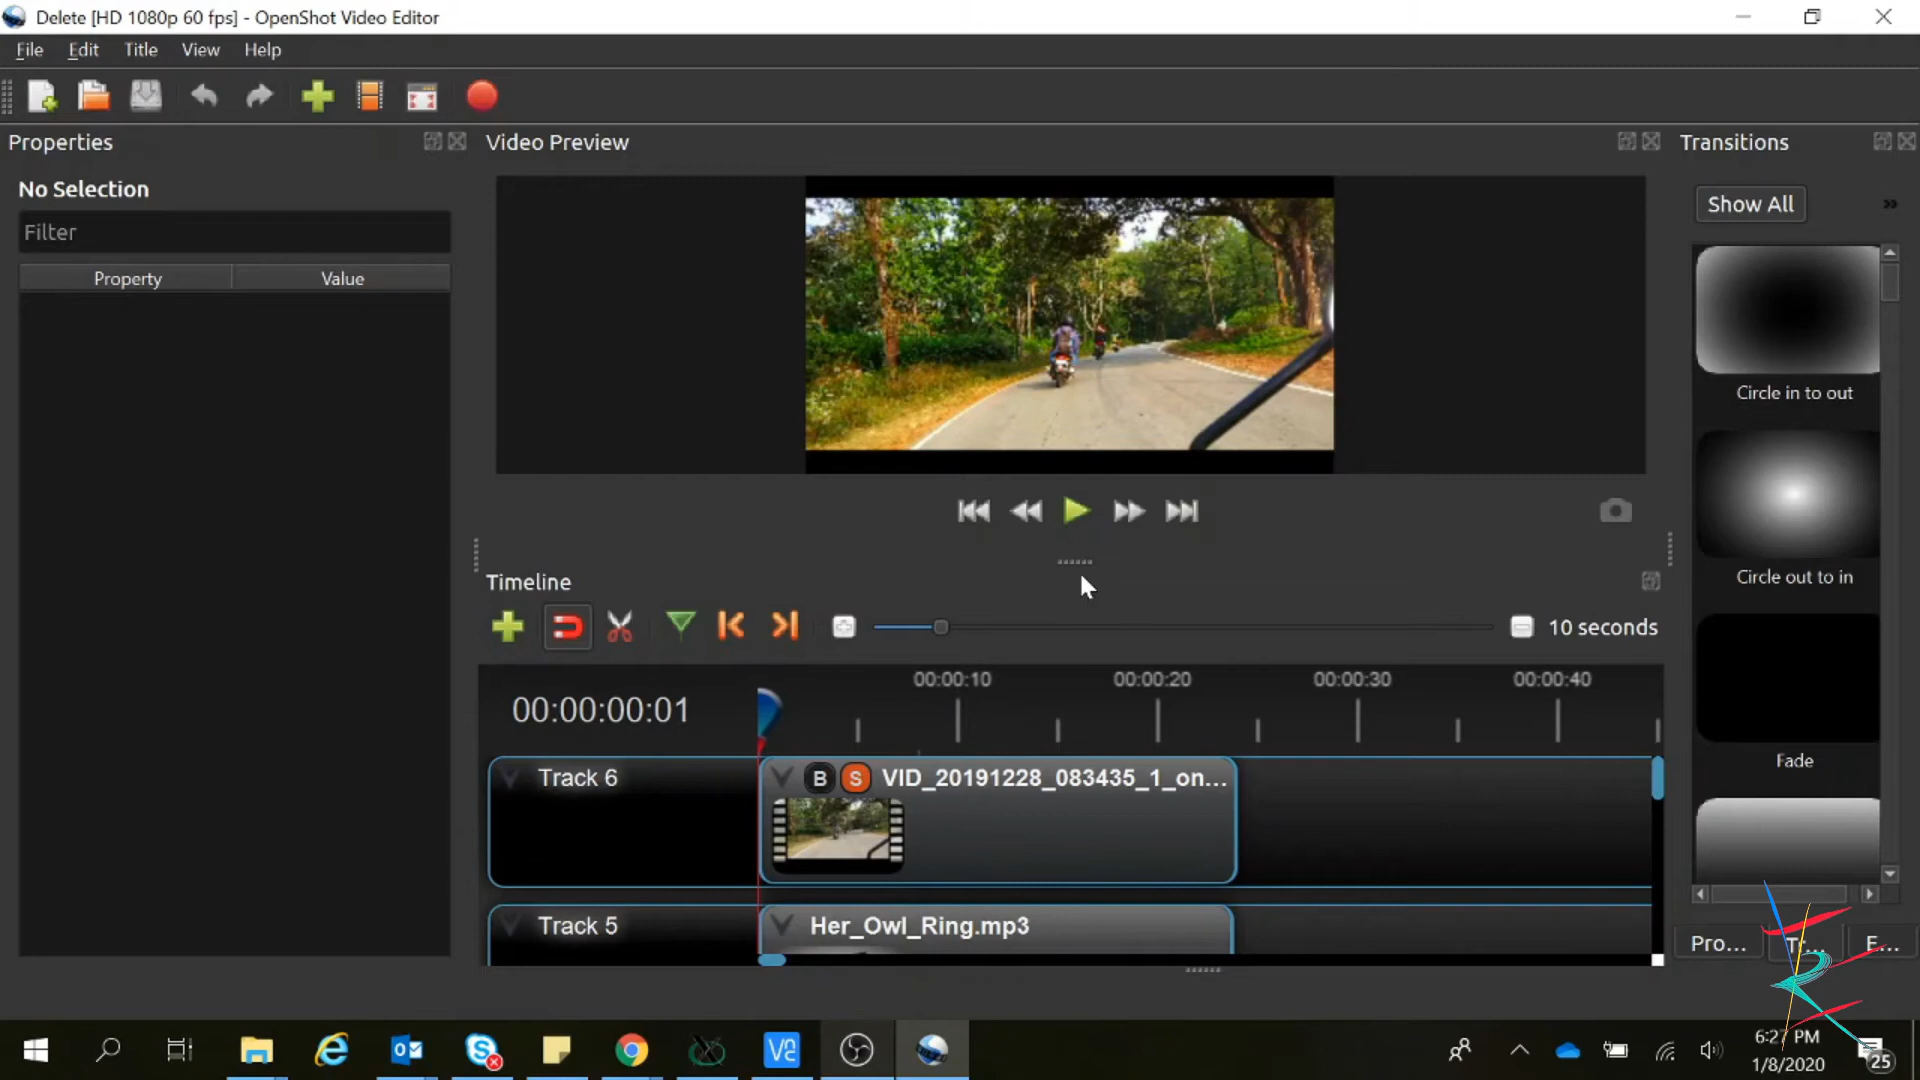 Delete [HD 1080p 60 fps] - OpenShot Video Editor
File Edit Title View Help
Properties
Video Preview
Transitions
No Selection
Show All
»
Filter
Property Value
Circle in to out
Circle out to in
Fade
Timeline
10 seconds
00:00:10 00:00:20 00:00:30 00:00:40
00:00:00:01
Track 6
B S VID_20191228_083435_1_on...
Track 5
Her_Owl_Ring.mp3
Pro... Tr... E...
6:27 PM
1/8/2020
25